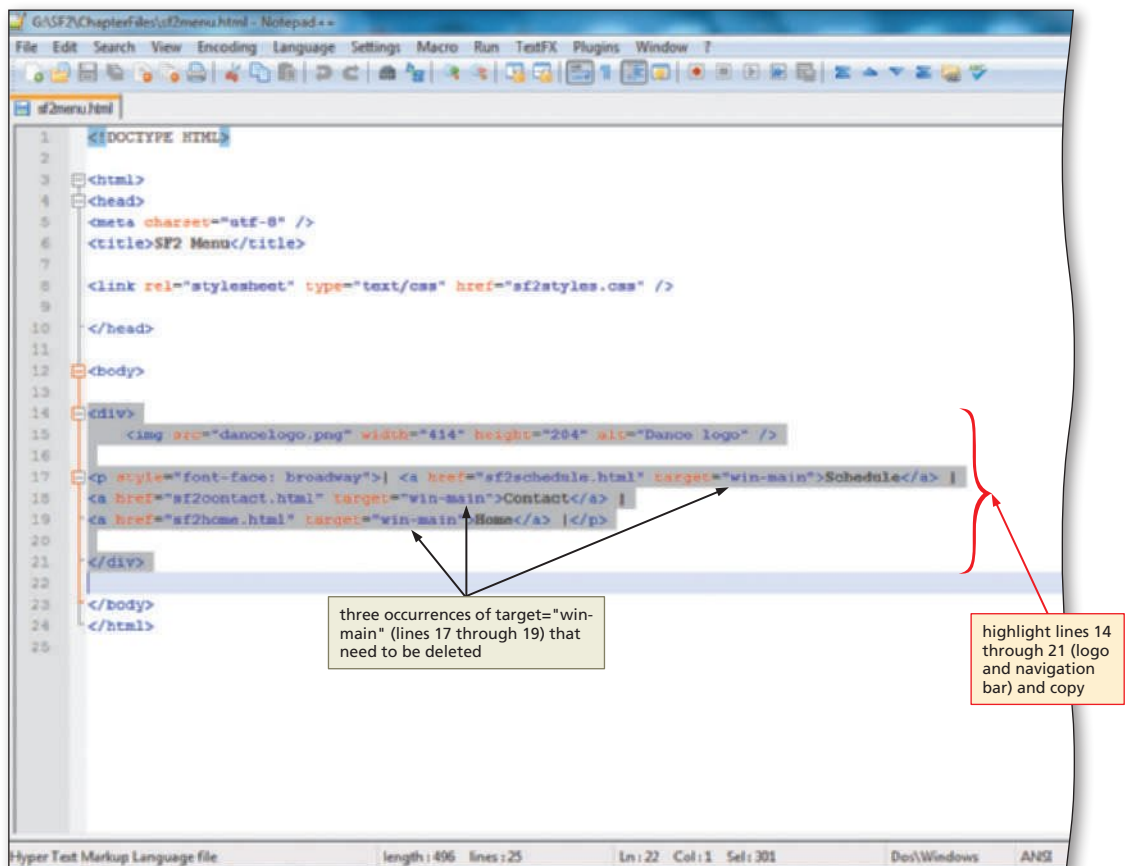 G:\SF2\ChapterFiles\sf2menu.html - Notepad++
File Edit Search View Encoding Language Settings Macro Run TextFX Plugins Window ?
sf2menu.html
1 <!DOCTYPE HTML>
2
3 <html>
4 <head>
5 <meta charset="utf-8" />
6 <title>SF2 Menu</title>
7
8 <link rel="stylesheet" type="text/css" href="sf2styles.css" />
9
10 </head>
11
12 <body>
13
14 <div>
15 <img src="dancelogo.png" width="414" height="204" alt="Dance logo" />
16
17 <p style="font-face: broadway">| <a href="sf2schedule.html" target="win-main">Schedule</a> |
18 <a href="sf2contact.html" target="win-main">Contact</a> |
19 <a href="sf2home.html" target="win-main">Home</a> |</p>
20
21 </div>
22
23 </body>
24 </html>
25
three occurrences of target="win-
main" (lines 17 through 19) that
need to be deleted
highlight lines 14
through 21 (logo
and navigation
bar) and copy
Hyper Text Markup Language file length : 496 lines : 25 Ln : 22 Col : 1 Sel : 301 Dos\Windows ANSI